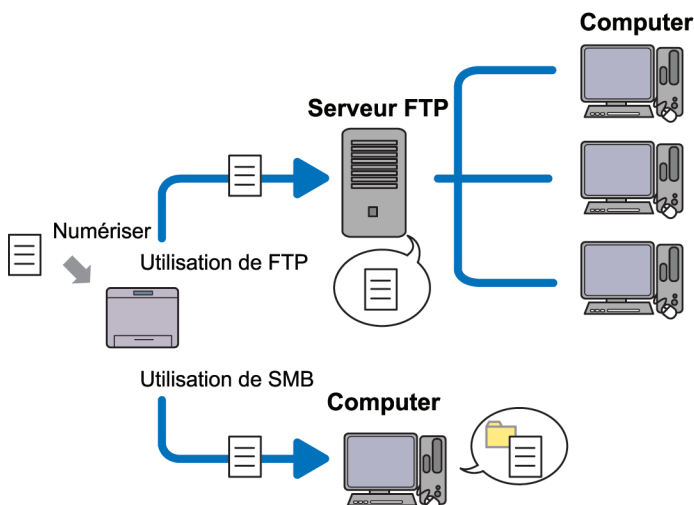 Computer
Serveur FTP
Numériser
Utilisation de FTP
Utilisation de SMB
Computer